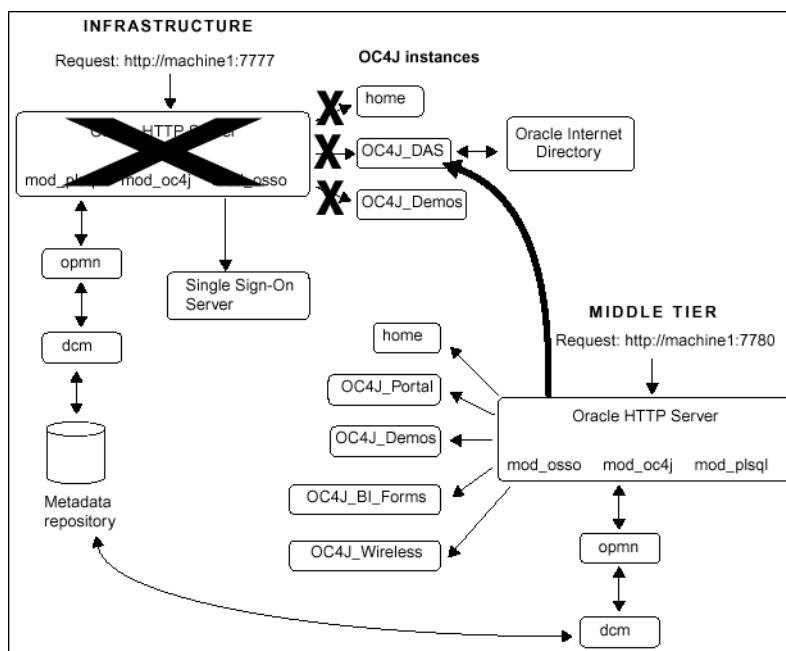 INFRASTRUCTURE
Request: http://machine1:7777
OC4J instances
home
HTTP
mod_oc4j
OC4J_DAS
Oracle Internet
Directory
OC4J_Demos
opmn
Single Sign-On
Server
dcm
Metadata
repository
MIDDLE TIER
Request: http://machine1:7780
home
OC4J_Portal
OC4J_Demos
OC4J_BI_Forms
OC4J_Wireless
Oracle HTTP Server
mod_osso mod_oc4j mod_plsql
opmn
dcm